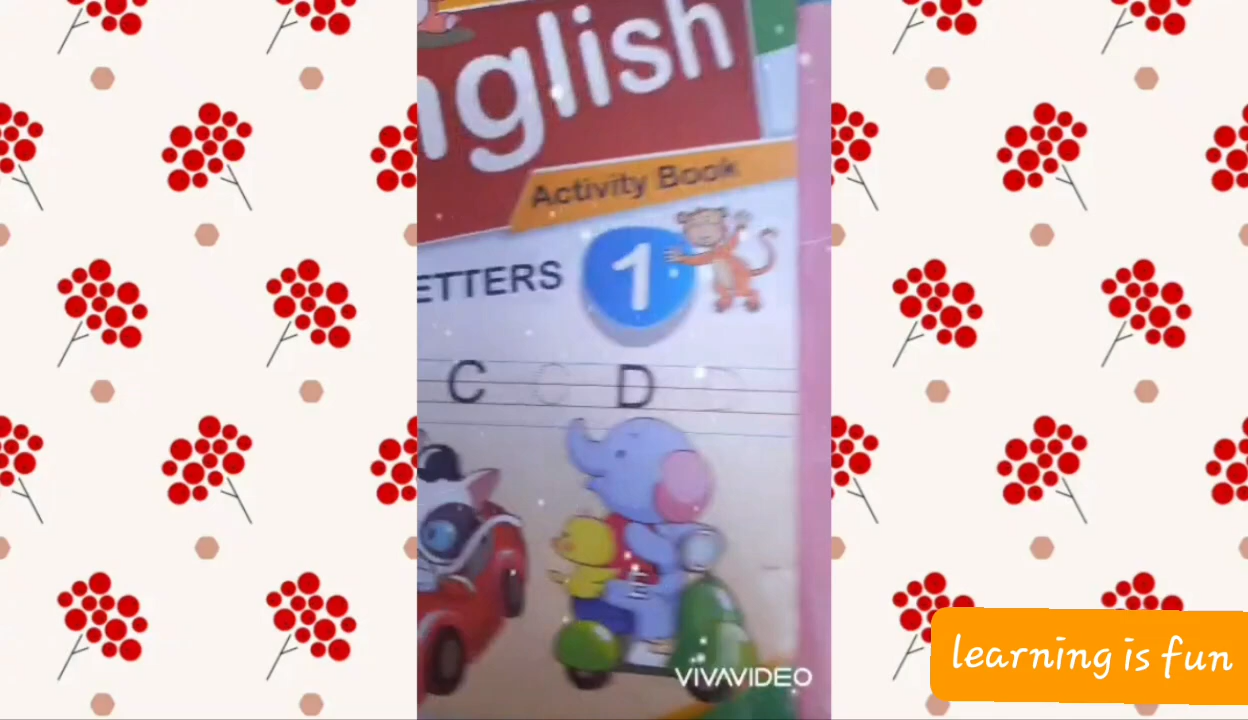 nglish
Activity Book
ETTERS 1
C C D D
VIVAVIDEO
learning is fun